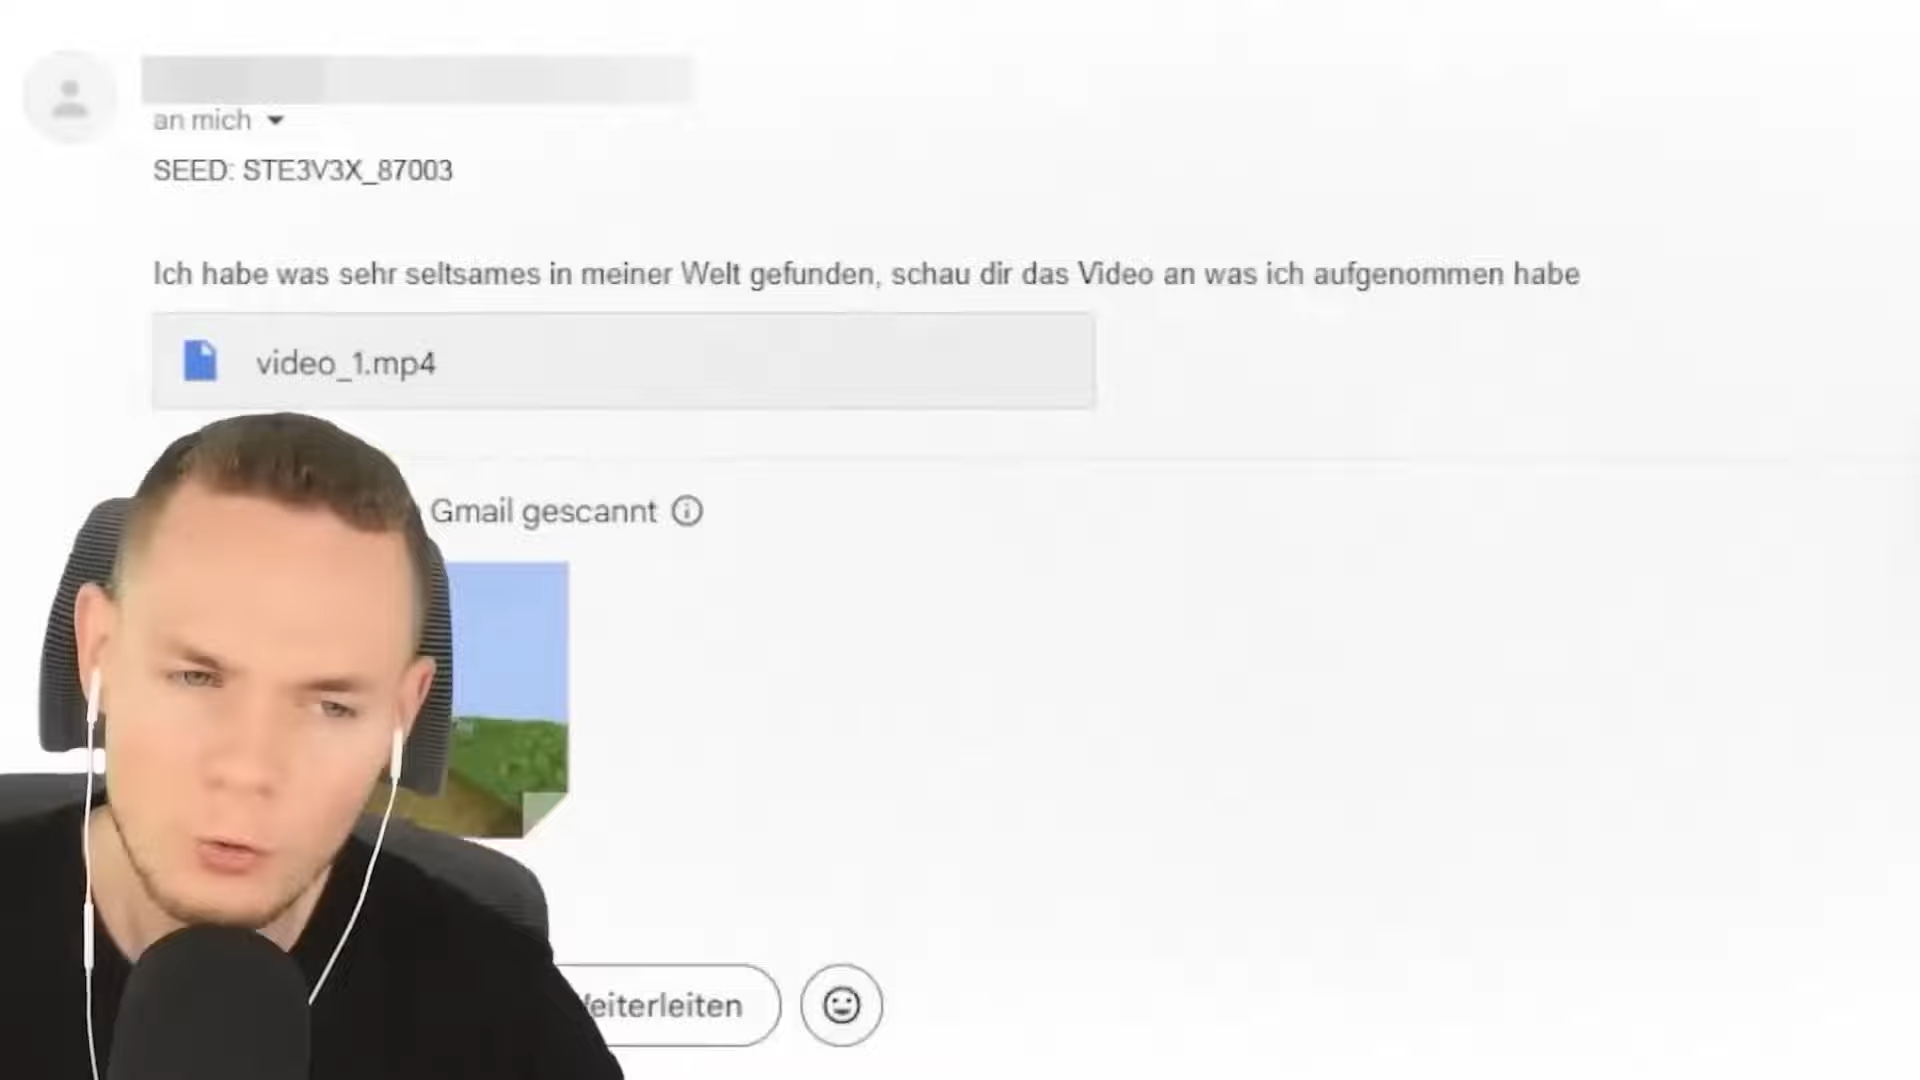 an mich
SEED: STE3V3X_87003
Ich habe was sehr seltsames in meiner Welt gefunden, schau dir das Video an was ich aufgenommen habe
video_1.mp4
Gmail gescannt